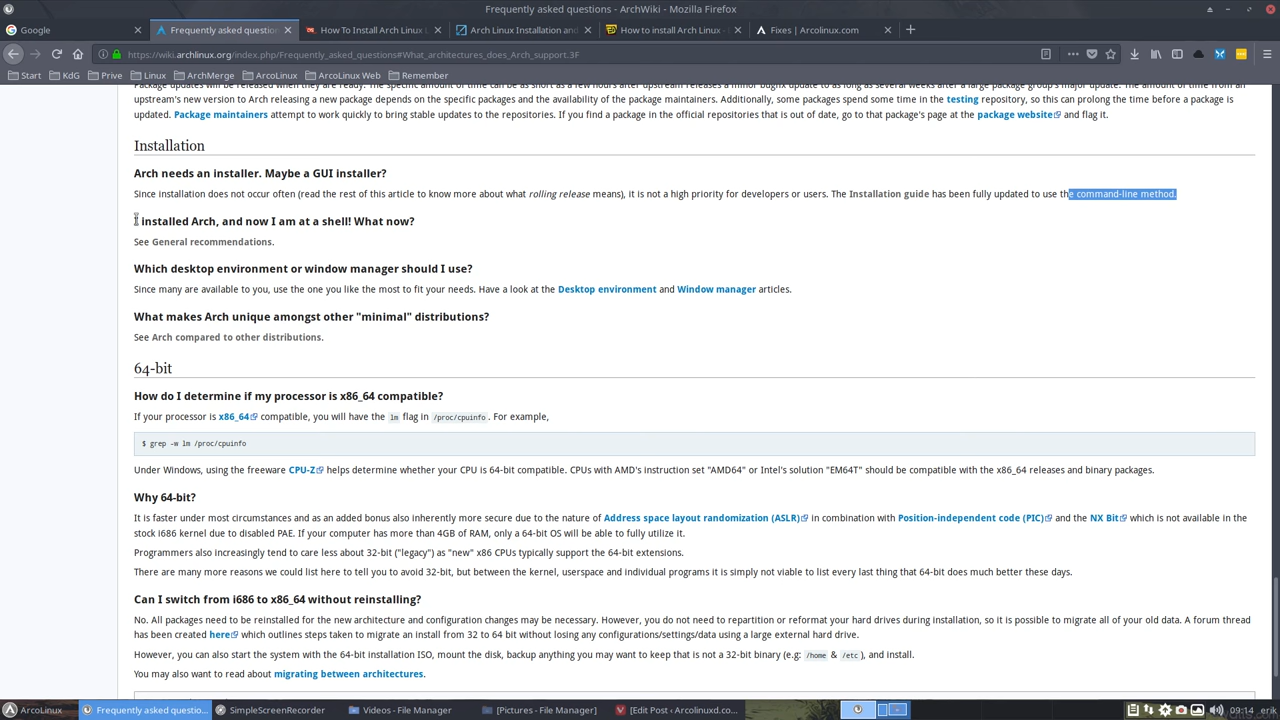 Frequently asked questions - ArchWiki - Mozilla Firefox
Google
Frequently asked question
How To Install Arch Linux L
Arch Linux Installation and
How to install Arch Linux -
Fixes | Arcolinux.com
https://wiki.archlinux.org/index.php/Frequently_asked_questions#What_architectures_does_Arch_support.3F
Start
KdG
Prive
Linux
ArchMerge
ArcoLinux
ArcoLinux Web
Remember
Package updates will be released when they are ready. The specific amount of time can be as short as a few hours after upstream releases a minor bugfix update to as long as several weeks after a large package group's major update. The amount of time from an
upstream's new version to Arch releasing a new package depends on the specific packages and the availability of the package maintainers. Additionally, some packages spend some time in the testing repository, so this can prolong the time before a package is
updated. Package maintainers attempt to work quickly to bring stable updates to the repositories. If you find a package in the official repositories that is out of date, go to that package's page at the package website and flag it.
Installation
Arch needs an installer. Maybe a GUI installer?
Since installation does not occur often (read the rest of this article to know more about what rolling release means), it is not a high priority for developers or users. The Installation guide has been fully updated to use the command-line method.
I installed Arch, and now I am at a shell! What now?
See General recommendations.
Which desktop environment or window manager should I use?
Since many are available to you, use the one you like the most to fit your needs. Have a look at the Desktop environment and Window manager articles.
What makes Arch unique amongst other "minimal" distributions?
See Arch compared to other distributions.
64-bit
How do I determine if my processor is x86_64 compatible?
If your processor is x86_64 compatible, you will have the lm flag in /proc/cpuinfo. For example,
$ grep -w lm /proc/cpuinfo
Under Windows, using the freeware CPU-Z helps determine whether your CPU is 64-bit compatible. CPUs with AMD's instruction set "AMD64" or Intel's solution "EM64T" should be compatible with the x86_64 releases and binary packages.
Why 64-bit?
It is faster under most circumstances and as an added bonus also inherently more secure due to the nature of Address space layout randomization (ASLR) in combination with Position-independent code (PIC) and the NX Bit which is not available in the
stock i686 kernel due to disabled PAE. If your computer has more than 4GB of RAM, only a 64-bit OS will be able to fully utilize it.
Programmers also increasingly tend to care less about 32-bit ("legacy") as "new" x86 CPUs typically support the 64-bit extensions.
There are many more reasons we could list here to tell you to avoid 32-bit, but between the kernel, userspace and individual programs it is simply not viable to list every last thing that 64-bit does much better these days.
Can I switch from i686 to x86_64 without reinstalling?
No. All packages need to be reinstalled for the new architecture and configuration changes may be necessary. However, you do not need to repartition or reformat your hard drives during installation, so it is possible to migrate all of your old data. A forum thread
has been created here which outlines steps taken to migrate an install from 32 to 64 bit without losing any configurations/settings/data using a large external hard drive.
However, you can also start the system with the 64-bit installation ISO, mount the disk, backup anything you may want to keep that is not a 32-bit binary (e.g: /home & /etc), and install.
You may also want to read about migrating between architectures.
ArcoLinux
Frequently asked questio...
SimpleScreenRecorder
Videos - File Manager
[Pictures - File Manager]
[Edit Post ‹ Arcolinuxd.co...
09:14
erik